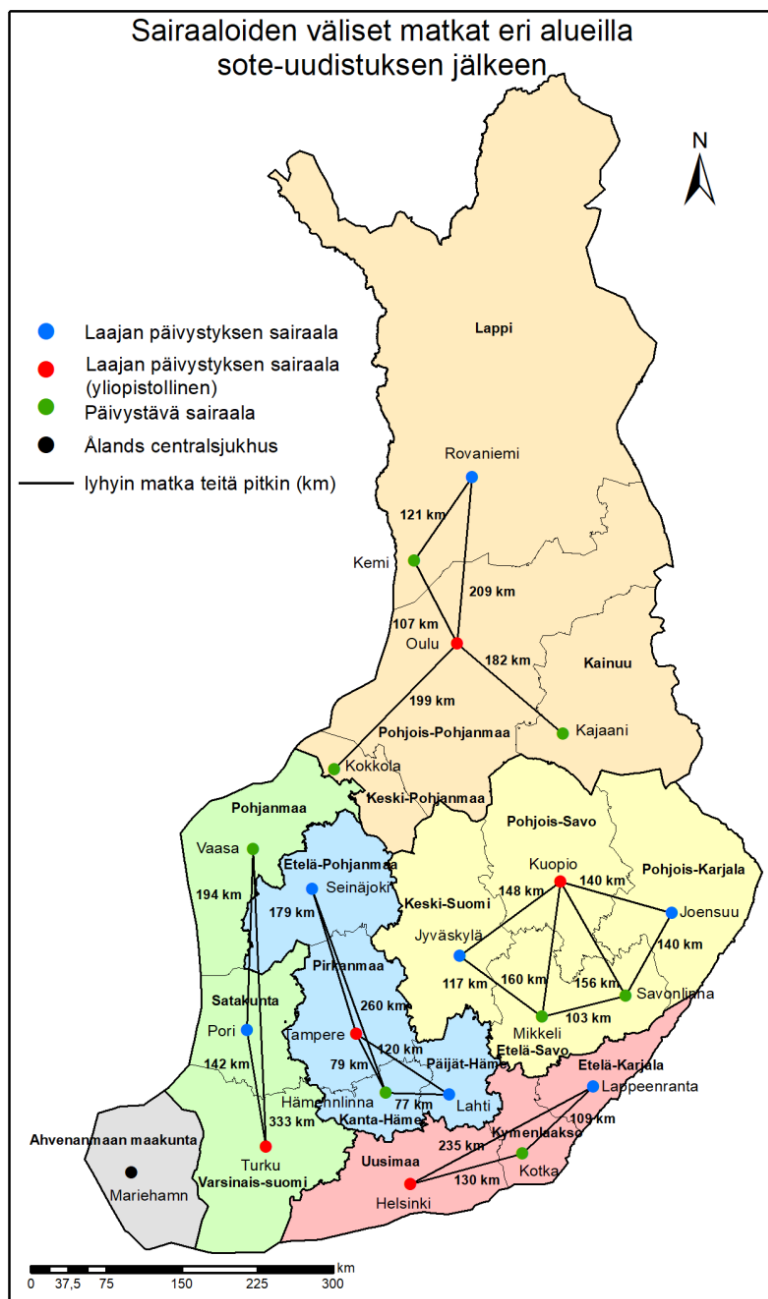 Sairaaloiden väliset matkat eri alueilla
sote-uudistuksen jälkeen
N
Laajan päivystyksen sairaala
Laajan päivystyksen sairaala
(yliopistollinen)
Päivystävä sairaala
Ålands centralsjukhus
lyhyin matka teitä pitkin (km)
Lappi
Rovaniemi
121 km
Kemi
209 km
107 km
Oulu
182 km
Kainuu
199 km
Pohjois-Pohjanmaa
Kajaani
Kokkola
Keski-Pohjanmaa
Pohjanmaa
Pohjois-Savo
Vaasa
Etelä-Pohjanmaa
Kuopio
Pohjois-Karjala
194 km
Seinäjoki
Keski-Suomi
148 km
140 km
179 km
Joensuu
Jyväskylä
140 km
Pirkanmaa
117 km
160 km
156 km
Satakunta
260 km
Savonlinna
Pori
103 km
Tampere
120 km
Mikkeli
142 km
79 km
Päijät-Häme
Etelä-Savo
Etelä-Karjala
Lappeenranta
Hämehnlinna
77 km
Lahti
109 km
333 km
Kanta-Häme
Ahvenanmaan maakunta
Uusimaa
235 km
Kymenlaakso
Turku
Mariehamn
Varsinais-suomi
130 km
Kotka
Helsinki
km
0 37,5 75 150 225 300